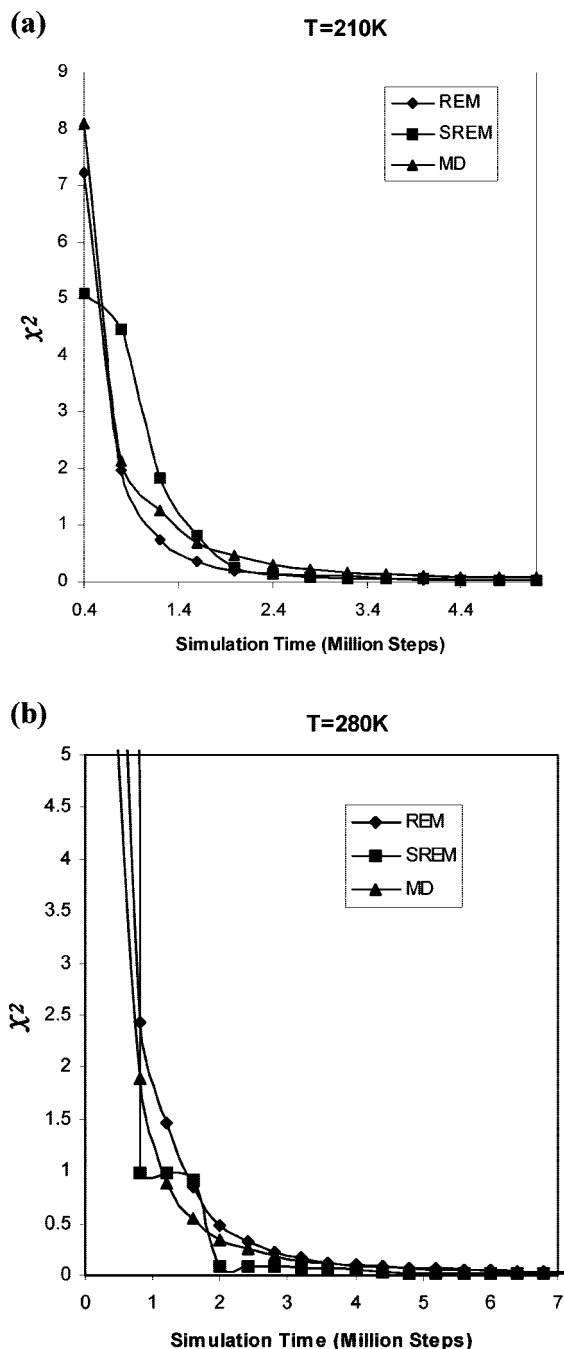 (a)
T=210K
9
8
7
6
5
4
3
2
1
0
χ²
REM
SREM
MD
0.4 1.4 2.4 3.4 4.4
Simulation Time (Million Steps)
(b)
T=280K
5
4.5
4
3.5
3
2.5
2
1.5
1
0.5
0
χ²
REM
SREM
MD
0 1 2 3 4 5 6 7
Simulation Time (Million Steps)